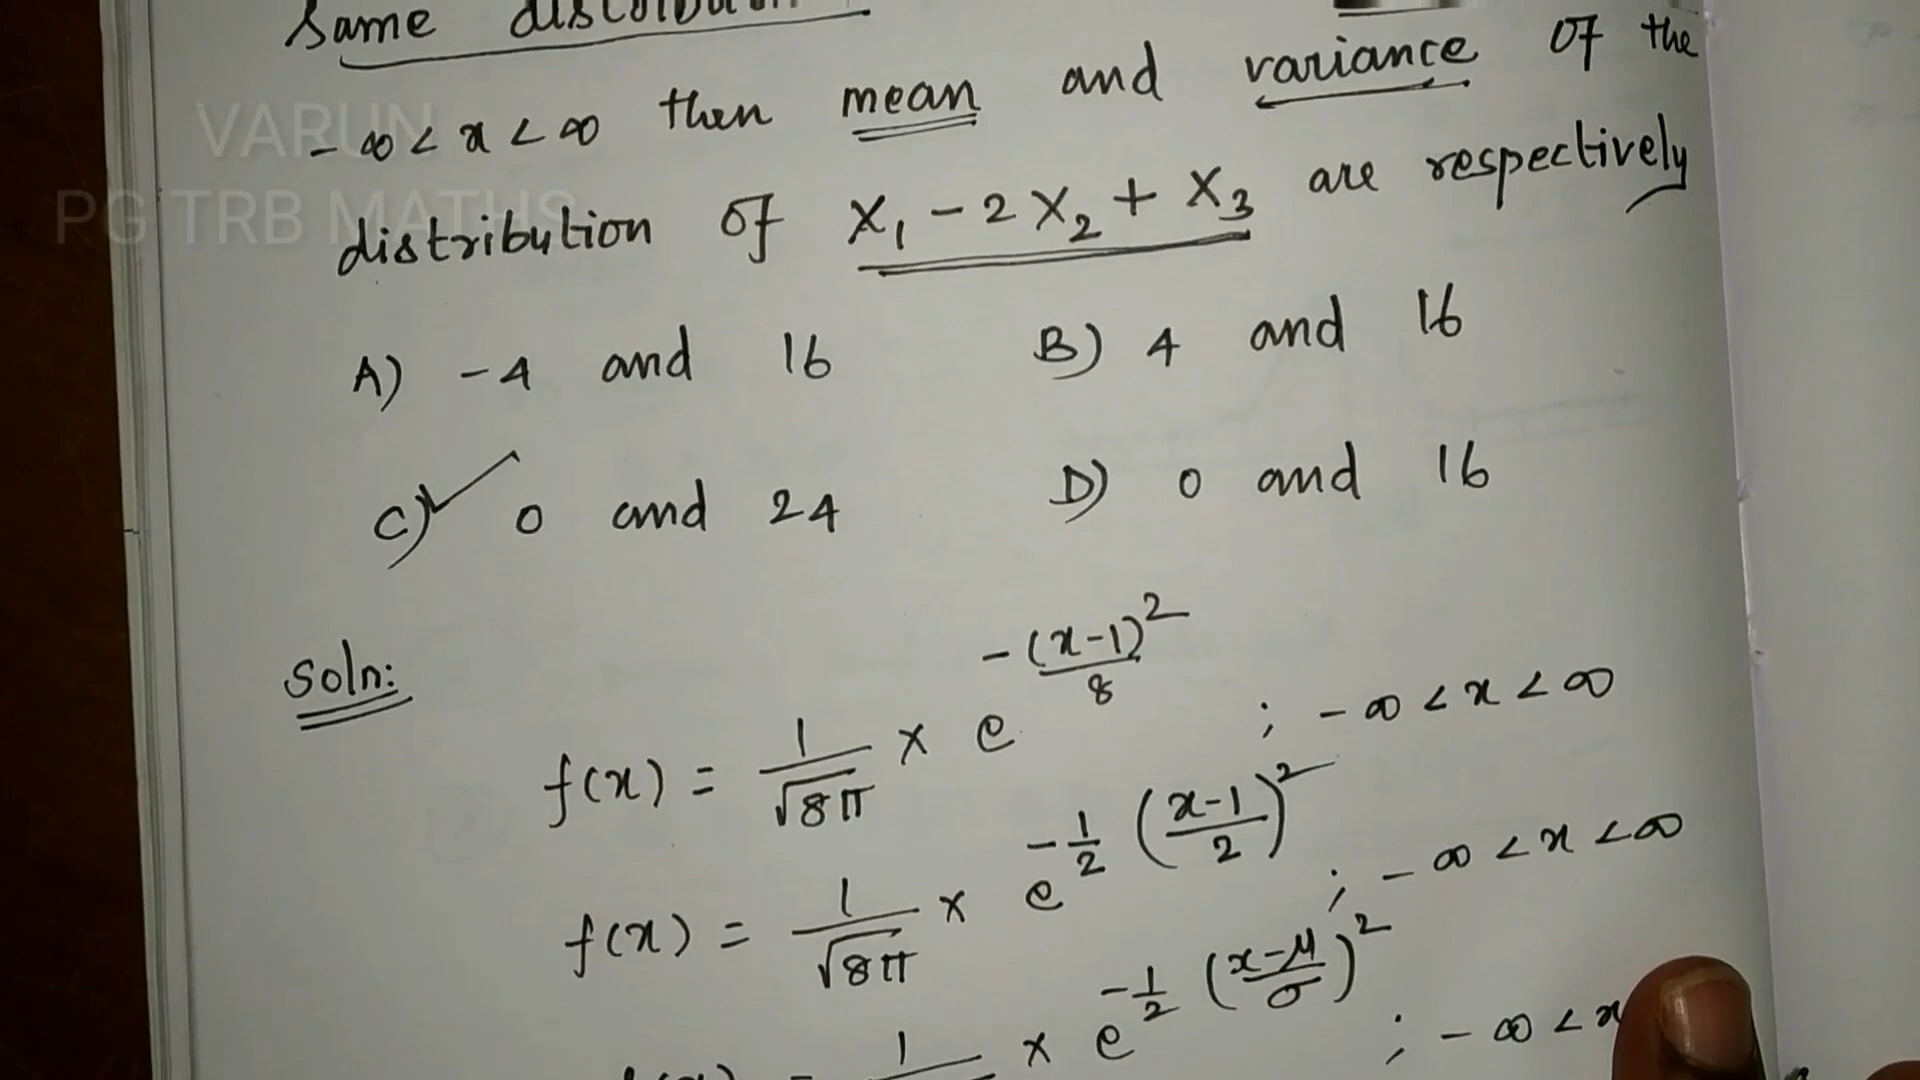 Same
- ∞ < x < ∞ then mean and variance of the
distribution of X₁ - 2X₂ + X₃ are respectively
A) -4 and 16 B) 4 and 16
C) 0 and 24 D) 0 and 16
Soln:
f(x) = 1/√8π × e^(-(x-1)²/8) ; - ∞ < x < ∞
f(x) = 1/√8π × e^(-1/2 ((x-1)/2)²) ; - ∞ < x < ∞
1 × e^(-1/2 ((x-μ)/σ)²) ; - ∞ < x
VARUN
PG TRB MATHS